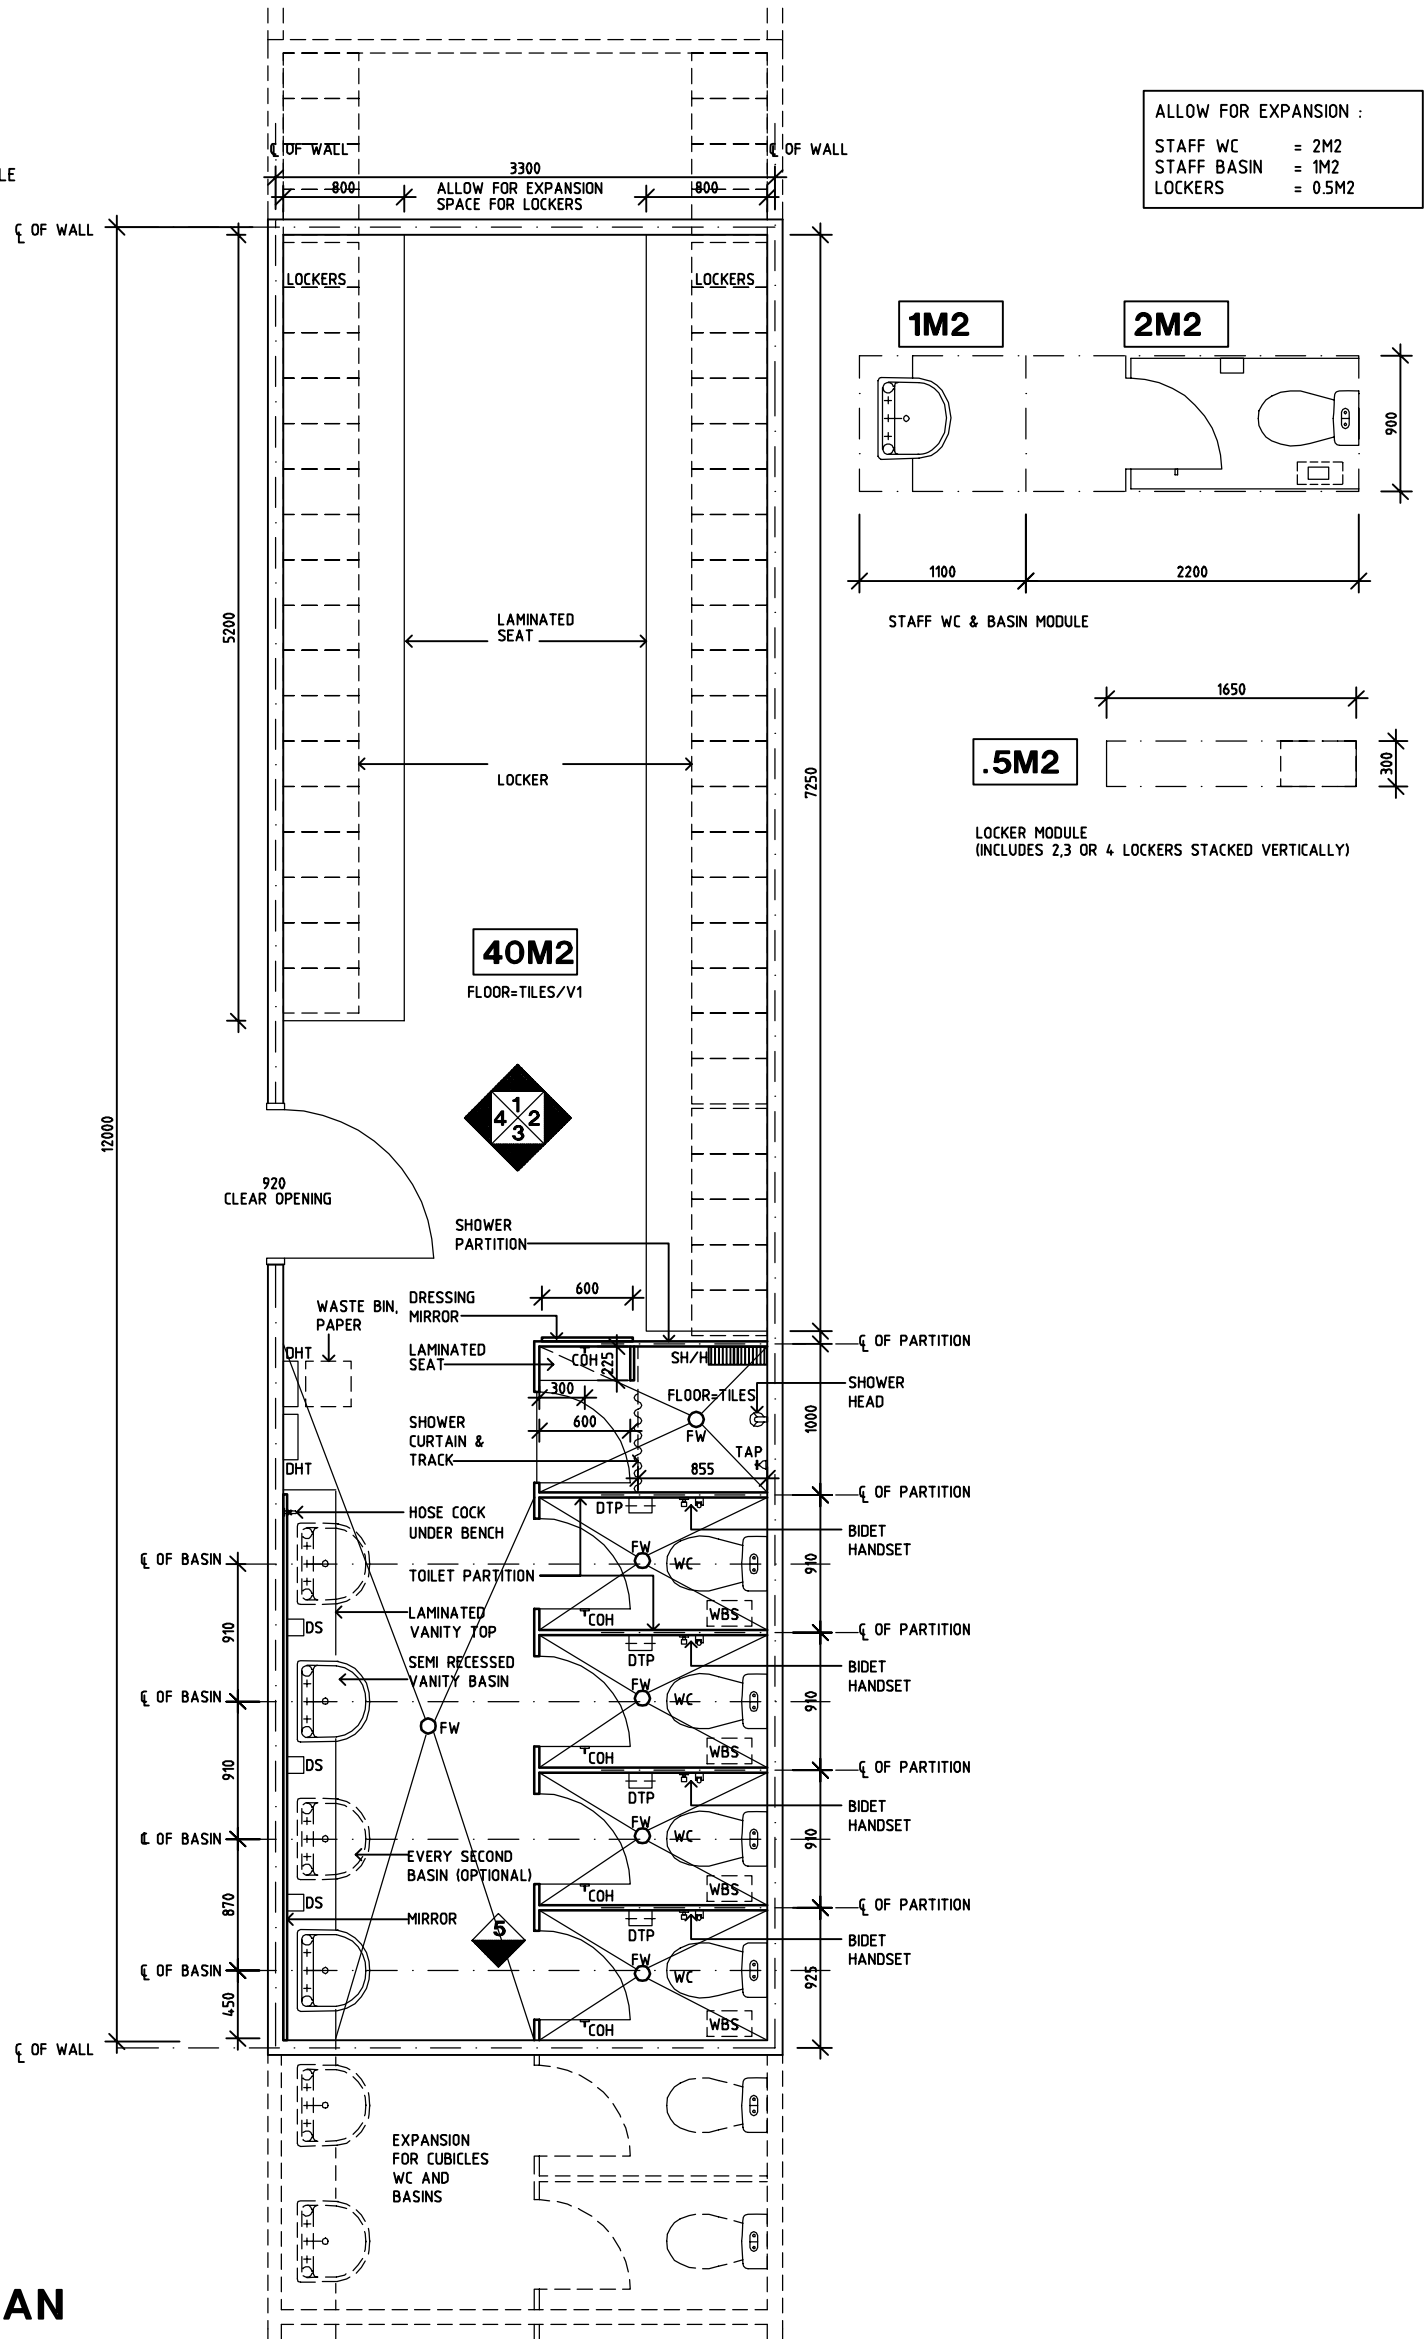 ALLOW FOR EXPANSION :
STAFF WC = 2M2
STAFF BASIN = 1M2
LOCKERS = 0.5M2
LE
℄ OF WALL
℄ OF WALL
3300
800
ALLOW FOR EXPANSION
SPACE FOR LOCKERS
800
℄ OF WALL
LOCKERS
LOCKERS
1M2
2M2
900
1100
2200
STAFF WC & BASIN MODULE
5200
LAMINATED
SEAT
1650
.5M2
300
LOCKER
7250
LOCKER MODULE
(INCLUDES 2,3 OR 4 LOCKERS STACKED VERTICALLY)
40M2
FLOOR=TILES/V1
1
4 2
3
12000
920
CLEAR OPENING
SHOWER
PARTITION
600
WASTE BIN,
PAPER
DRESSING
MIRROR
℄ OF PARTITION
DHT
LAMINATED
SEAT
COH
225
SH/H
300
FLOOR=TILES
SHOWER
HEAD
1000
SHOWER
CURTAIN &
TRACK
600
FW
TAP
DHT
855
℄ OF PARTITION
HOSE COCK
UNDER BENCH
DTP
BIDET
HANDSET
℄ OF BASIN
FW
WC
910
TOILET PARTITION
910
LAMINATED
VANITY TOP
DS
COH
WBS
℄ OF PARTITION
SEMI RECESSED
VANITY BASIN
DTP
BIDET
HANDSET
℄ OF BASIN
FW
WC
910
FW
910
DS
COH
WBS
℄ OF PARTITION
DTP
BIDET
HANDSET
℄ OF BASIN
FW
WC
910
EVERY SECOND
BASIN (OPTIONAL)
870
DS
COH
WBS
℄ OF PARTITION
MIRROR
5
DTP
BIDET
HANDSET
℄ OF BASIN
FW
WC
925
450
COH
WBS
℄ OF WALL
EXPANSION
FOR CUBICLES
WC AND
BASINS
AN